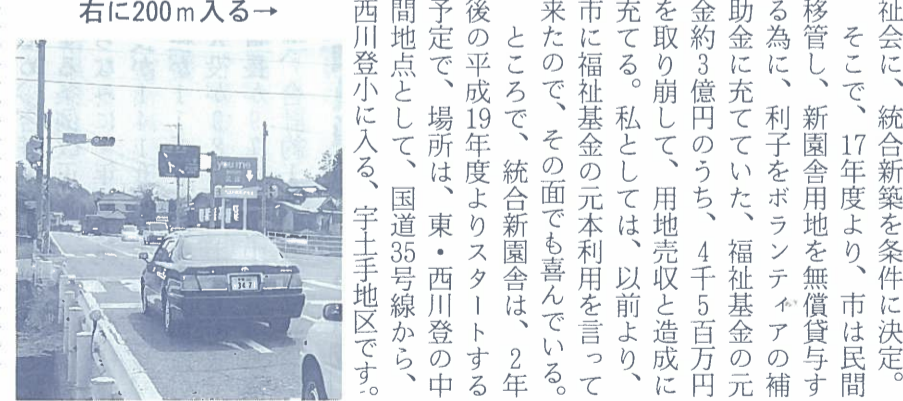 祉会に、統合新築を条件に決定。
そこで、17年度より、市は民間
移管し、新園舎用地を無償貸与す
る為に、利子をボランティアの補
助金に充てていた、福祉基金の元
金約3億円のうち、4千5百万円
を取り崩して、用地売収と造成に
充てる。私としては、以前より、
市に福祉基金の元本利用を言って
来たので、その面でも喜んでいる。
ところで、統合新園舎は、2年
後の平成19年度よりスタートする
予定で、場所は、東・西川登の中
間地点として、国道35号線から、
西川登小に入る、宇土手地区です。
右に200m入る→
you me